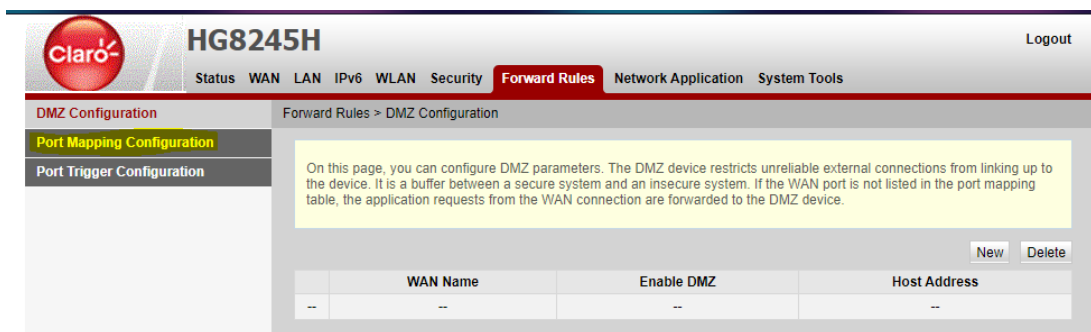 Claro
HG8245H
Logout
Status WAN LAN IPv6 WLAN Security Forward Rules Network Application System Tools
DMZ Configuration
Forward Rules > DMZ Configuration
Port Mapping Configuration
Port Trigger Configuration
On this page, you can configure DMZ parameters. The DMZ device restricts unreliable external connections from linking up to
the device. It is a buffer between a secure system and an insecure system. If the WAN port is not listed in the port mapping
table, the application requests from the WAN connection are forwarded to the DMZ device.
New Delete
WAN Name Enable DMZ Host Address
-- -- -- --